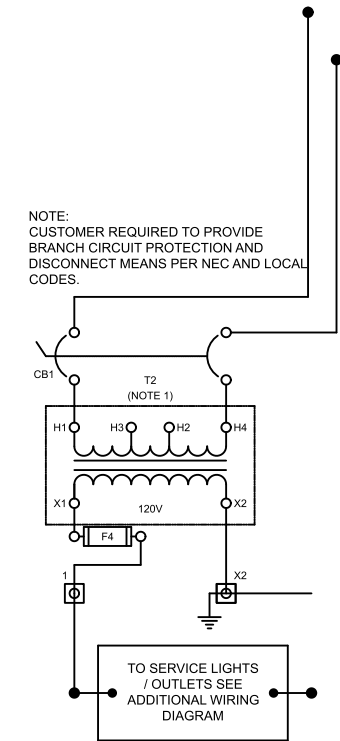 NOTE:
CUSTOMER REQUIRED TO PROVIDE
BRANCH CIRCUIT PROTECTION AND
DISCONNECT MEANS PER NEC AND LOCAL
CODES.
CB1
T2
(NOTE 1)
H1 H3 H2 H4
X1 120V X2
F4
1 X2
TO SERVICE LIGHTS
/ OUTLETS SEE
ADDITIONAL WIRING
DIAGRAM